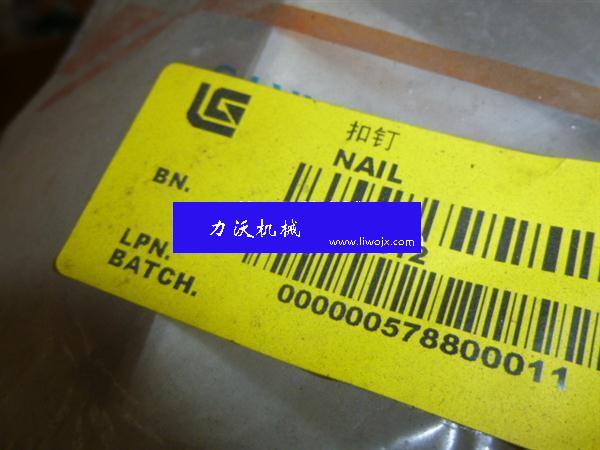 扣钉
NAIL
BN.
力沃机械
www.liwojx.com
LPN.
BATCH.
000000578800011